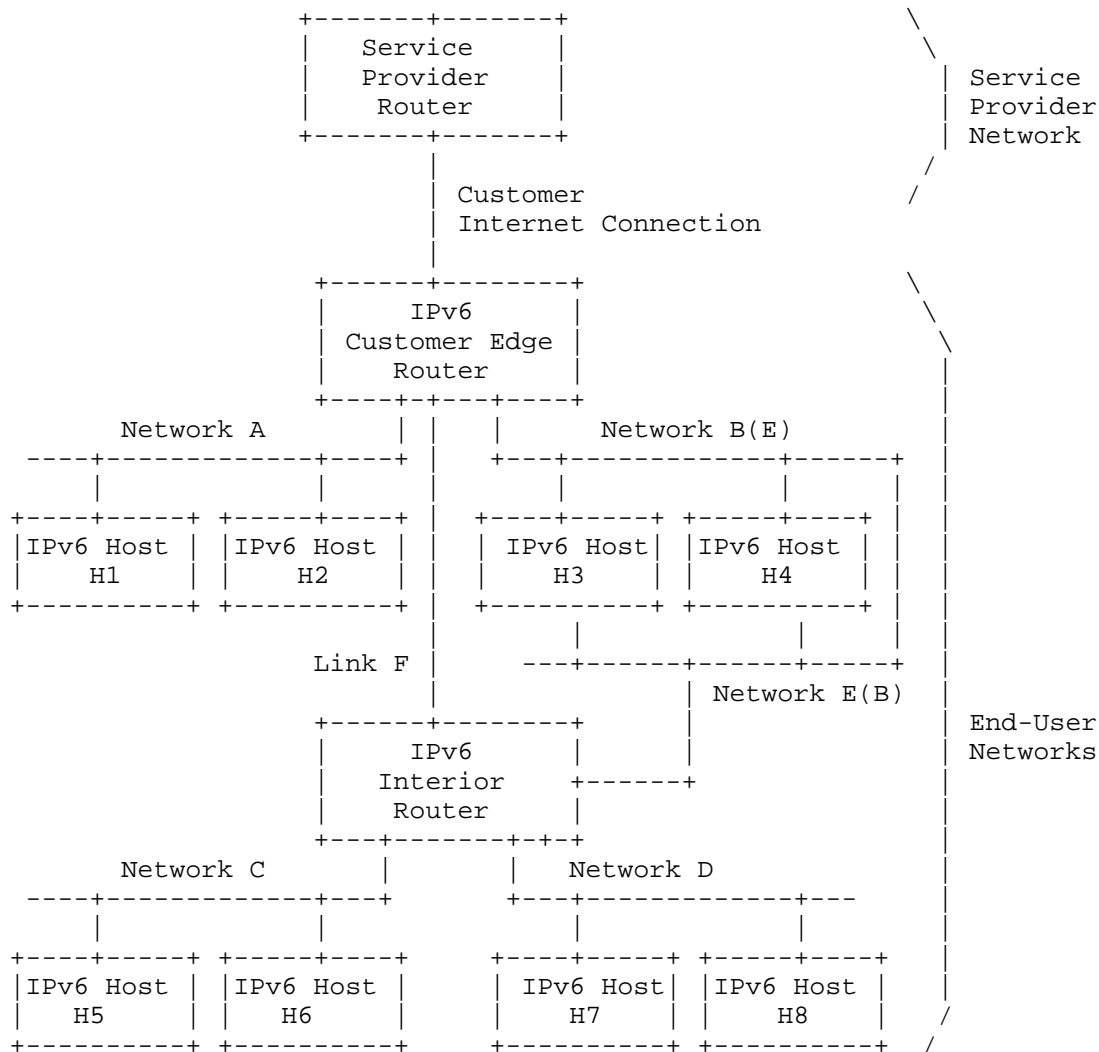 Service
Provider
Router
Service
Provider
Network
Customer
Internet Connection
IPv6
Customer Edge
Router
Network A
Network B(E)
IPv6 Host
H1
IPv6 Host
H2
IPv6 Host
H3
IPv6 Host
H4
Link F
Network E(B)
IPv6
Interior
Router
End-User
Networks
Network C
Network D
IPv6 Host
H5
IPv6 Host
H6
IPv6 Host
H7
IPv6 Host
H8